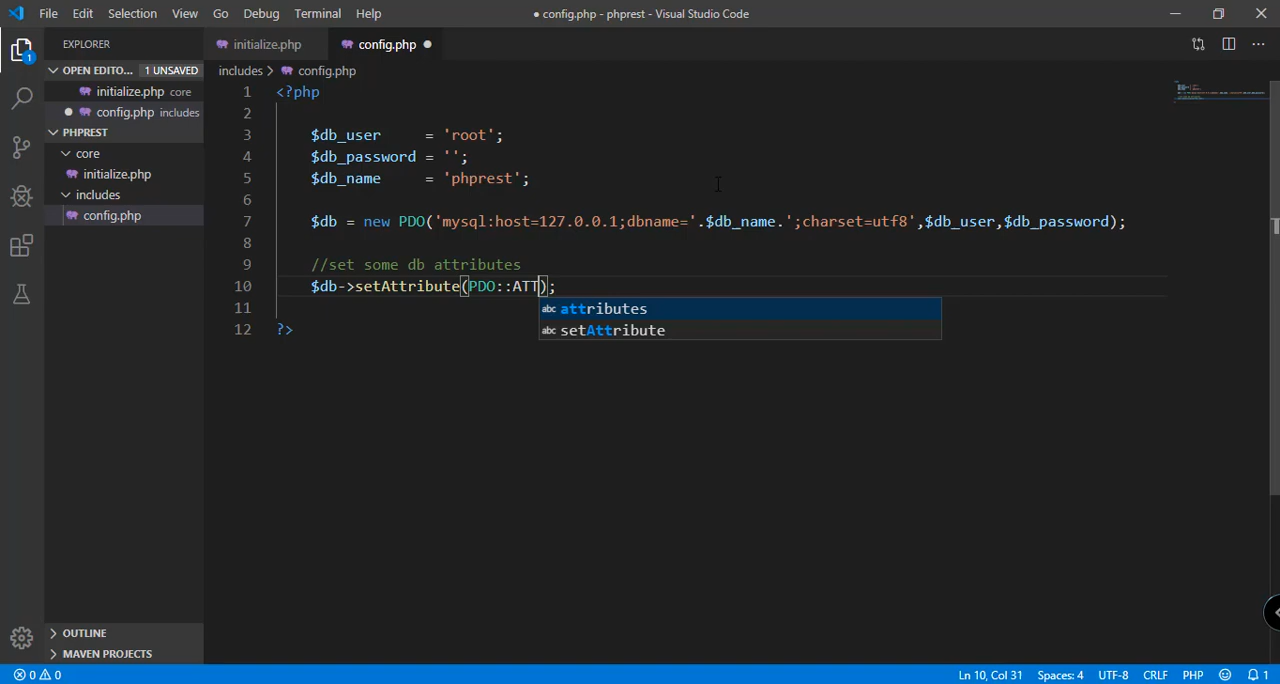 File Edit Selection View Go Debug Terminal Help
● config.php - phprest - Visual Studio Code
EXPLORER
OPEN EDITO... 1 UNSAVED
initialize.php core
● config.php includes
PHPREST
core
initialize.php
includes
config.php
OUTLINE
MAVEN PROJECTS
initialize.php config.php ●
includes > config.php
1 <?php
2
3 $db_user     = 'root';
4 $db_password = '';
5 $db_name     = 'phprest';
6
7 $db = new PDO('mysql:host=127.0.0.1;dbname='.$db_name.';charset=utf8',$db_user,$db_password);
8
9 //set some db attributes
10 $db->setAttribute(PDO::ATT);
abc attributes
abc setAttribute
11
12 ?>
1
0 0
Ln 10, Col 31 Spaces: 4 UTF-8 CRLF PHP 1